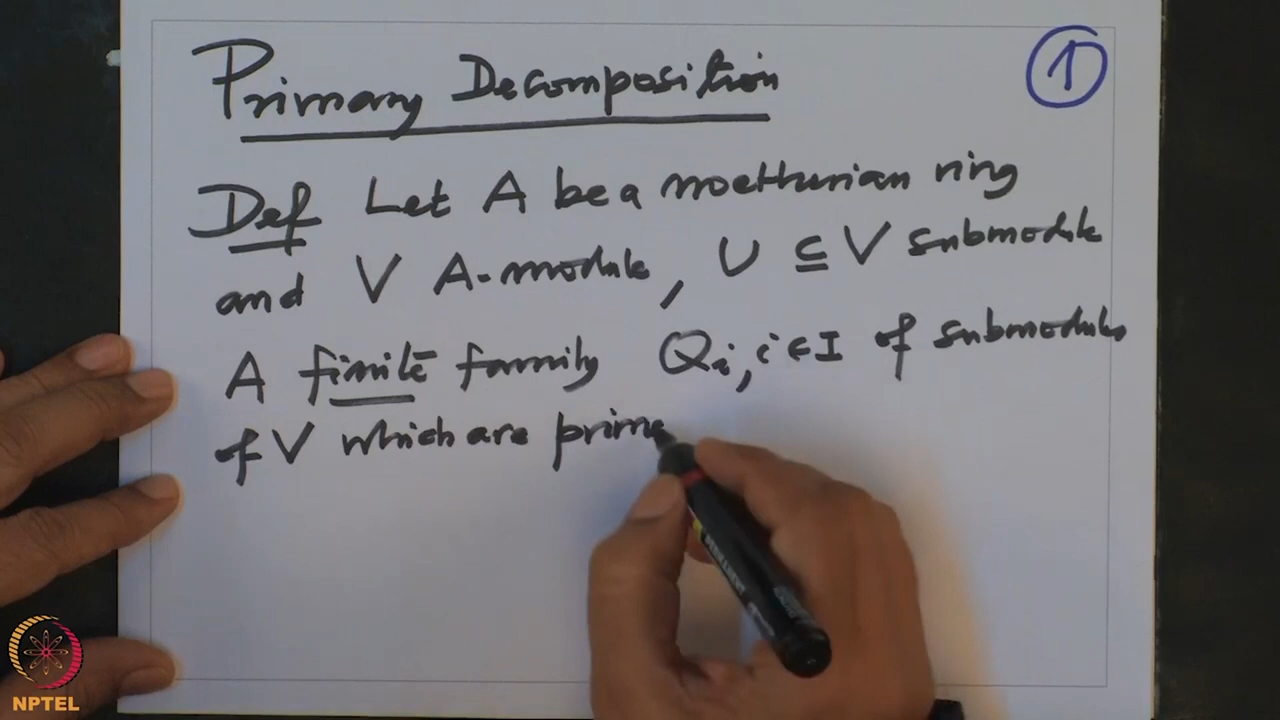 Primary Decomposition
1
Def Let A be a noetherian ring
and V A-module, U ⊆ V submodule
A finite family Qi, i ∈ I of submodules
of V which are prima
NPTEL